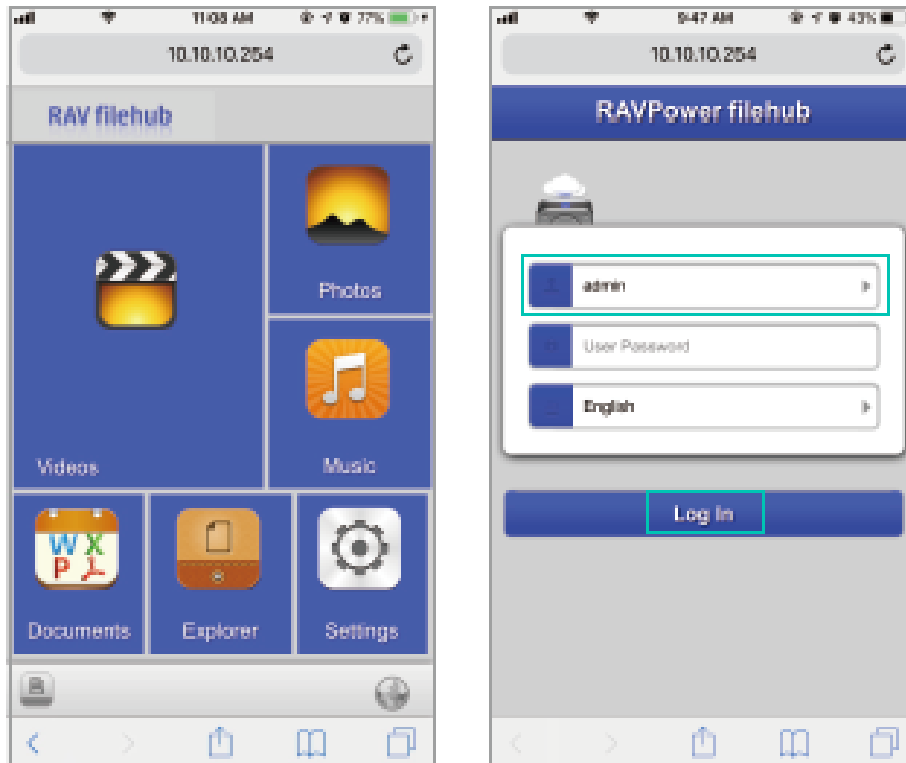 11:08 AM
77%
10.10.10.254
RAV filehub
Videos
Photos
Music
W X
P
Documents
Explorer
Settings
9:47 AM
43%
10.10.10.254
RAVPower filehub
admin
User Password
English
Log In